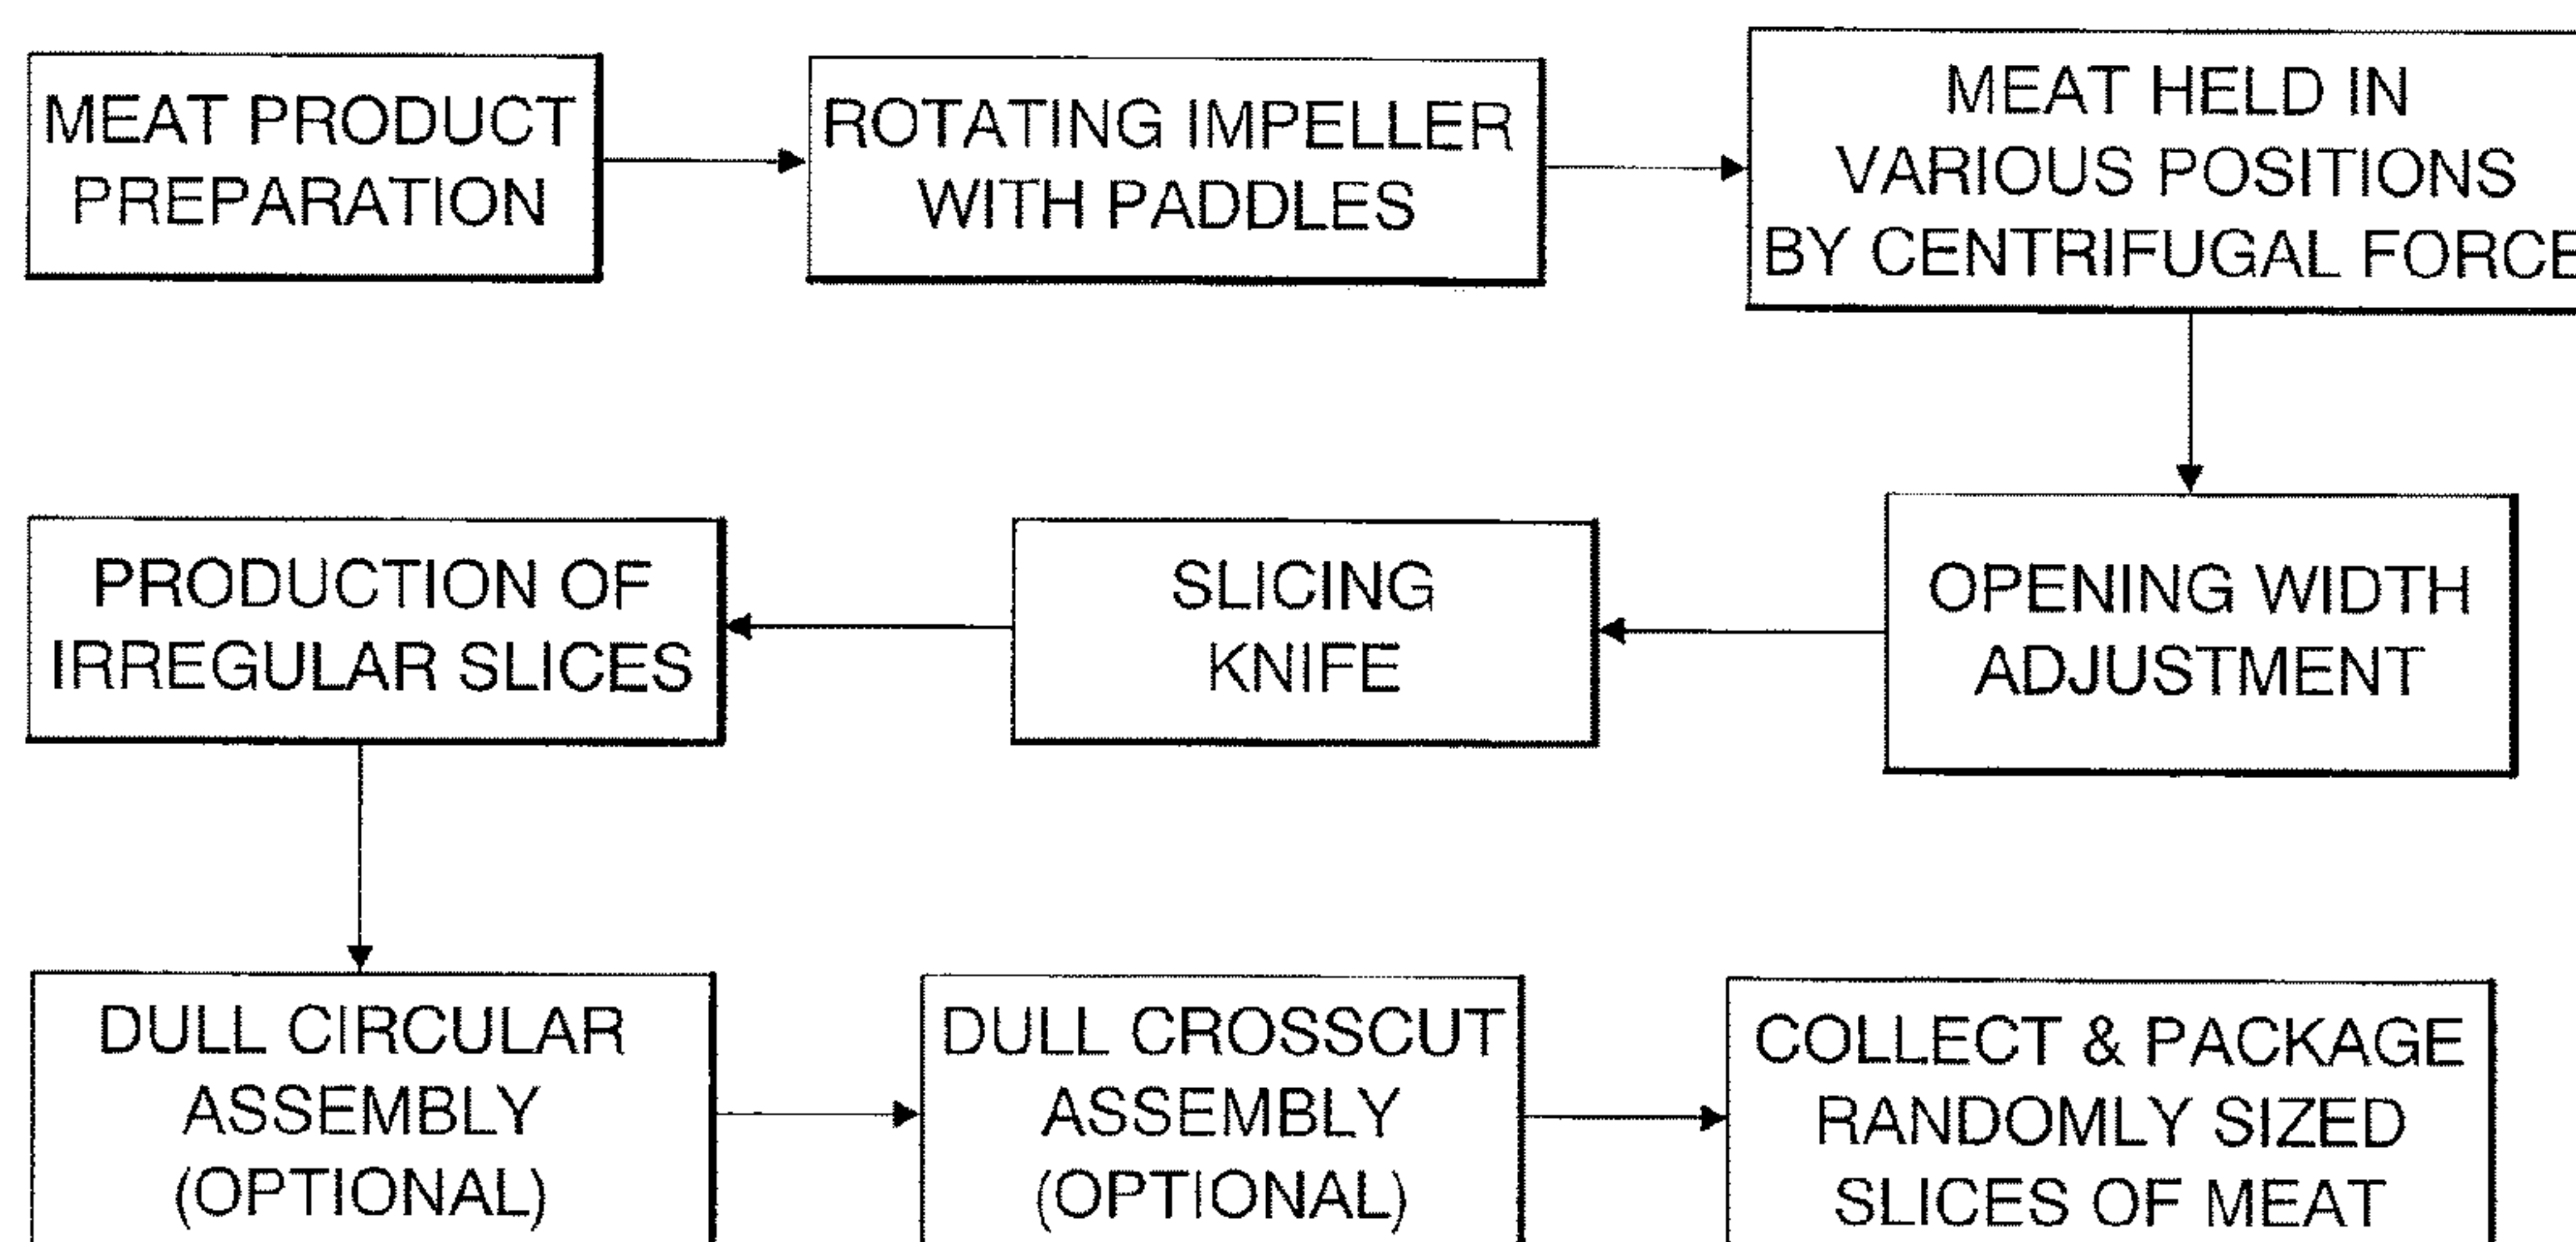 MEAT PRODUCT
PREPARATION
ROTATING IMPELLER
WITH PADDLES
MEAT HELD IN
VARIOUS POSITIONS
BY CENTRIFUGAL FORCE
OPENING WIDTH
ADJUSTMENT
SLICING
KNIFE
PRODUCTION OF
IRREGULAR SLICES
DULL CIRCULAR
ASSEMBLY
(OPTIONAL)
DULL CROSSCUT
ASSEMBLY
(OPTIONAL)
COLLECT & PACKAGE
RANDOMLY SIZED
SLICES OF MEAT